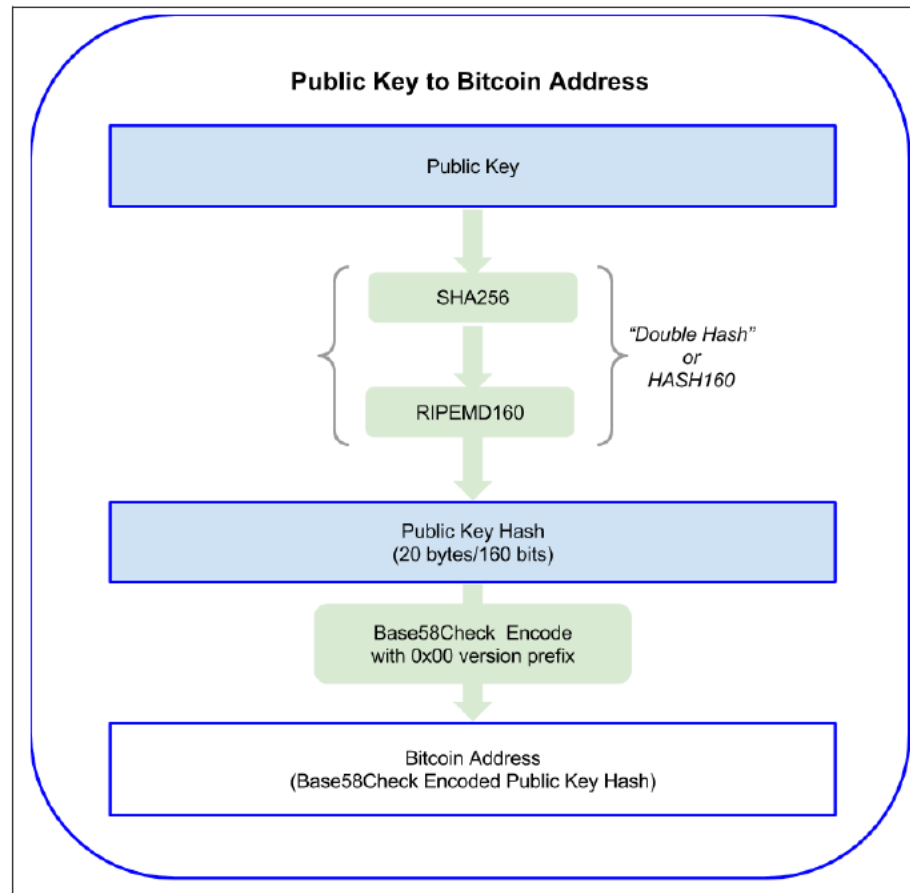 Public Key to Bitcoin Address
Public Key
SHA256
RIPEMD160
“Double Hash”
or
HASH160
Public Key Hash
(20 bytes/160 bits)
Base58Check Encode
with 0x00 version prefix
Bitcoin Address
(Base58Check Encoded Public Key Hash)